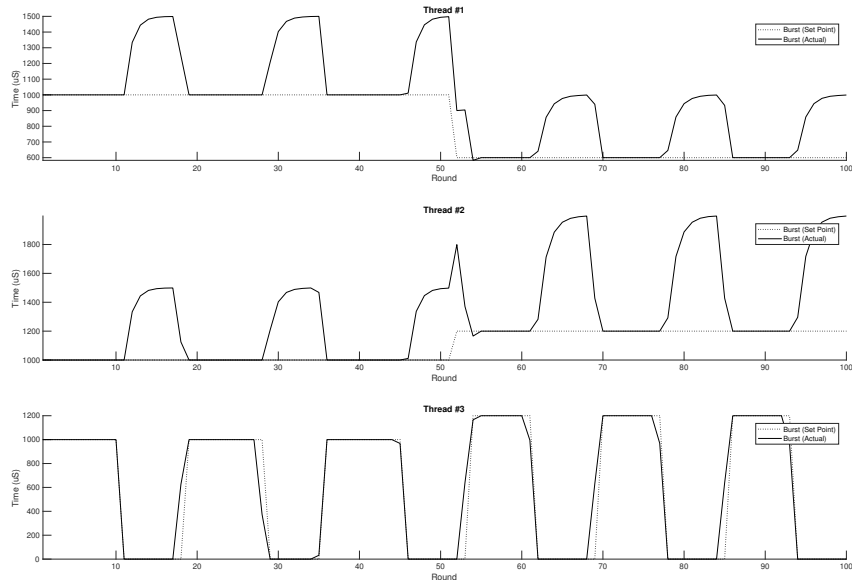 Thread #1
Time (uS)
1500
1400
1300
1200
1100
1000
900
800
700
600
Burst (Set Point)
Burst (Actual)
10 20 30 40 50 60 70 80 90 100
Round
Thread #2
Time (uS)
1800
1600
1400
1200
1000
Burst (Set Point)
Burst (Actual)
10 20 30 40 50 60 70 80 90 100
Round
Thread #3
Time (uS)
1200
1000
800
600
400
200
0
Burst (Set Point)
Burst (Actual)
10 20 30 40 50 60 70 80 90 100
Round